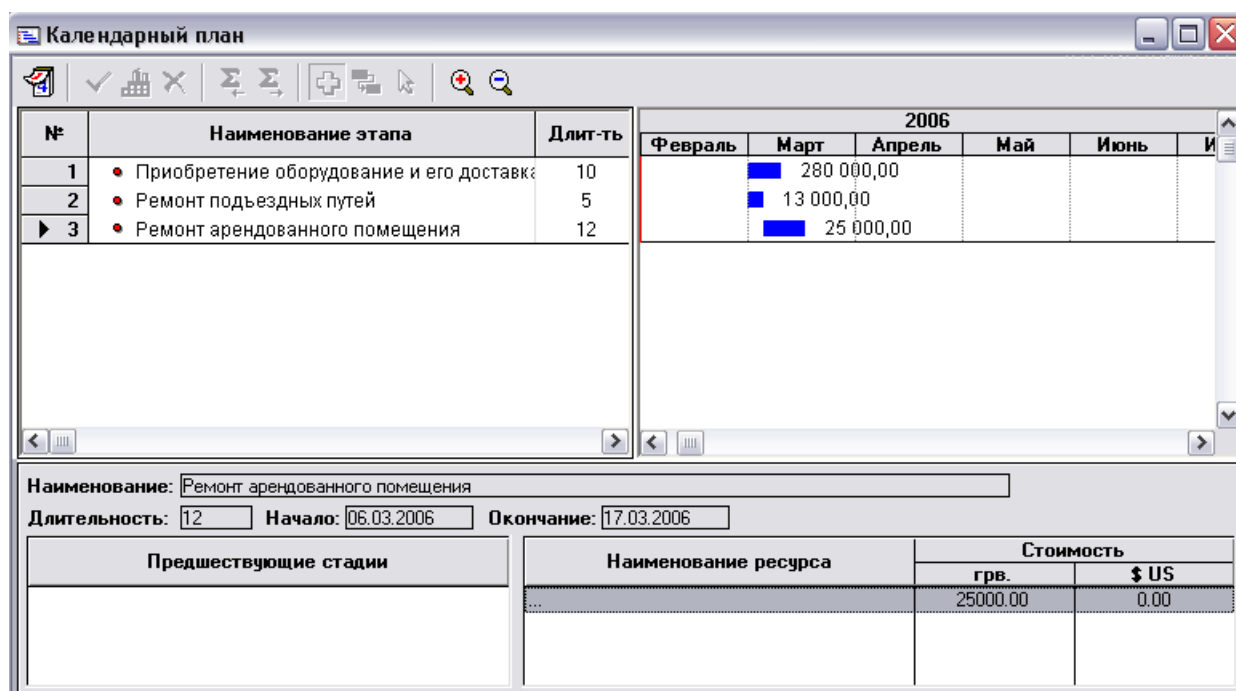 Календарный план
№ Наименование этапа Длит-ть
2006
Февраль Март Апрель Май Июнь И
1 Приобретение оборудование и его доставка 10 280 000,00
2 Ремонт подъездных путей 5 13 000,00
3 Ремонт арендованного помещения 12 25 000,00
Наименование: Ремонт арендованного помещения
Длительность: 12 Начало: 06.03.2006 Окончание: 17.03.2006
Предшествующие стадии Наименование ресурса Стоимость
грв. $ US
... 25000.00 0.00